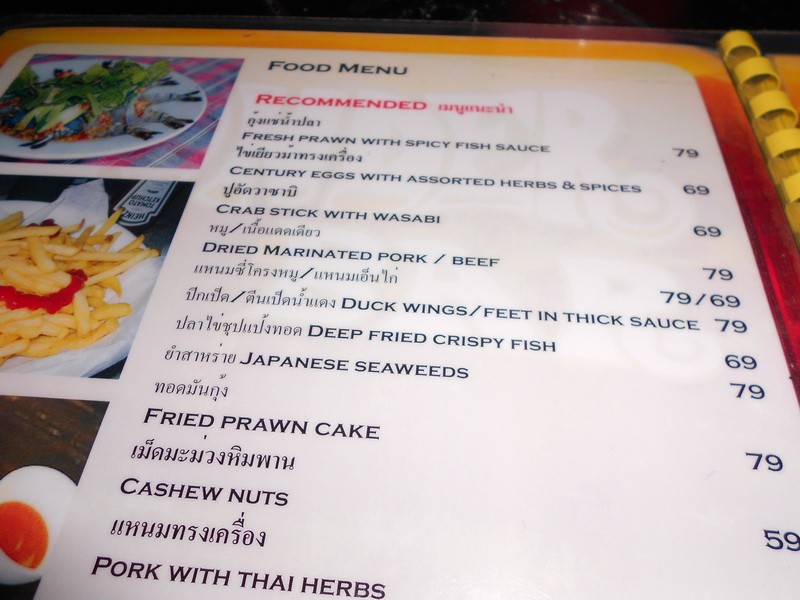 FOOD MENU
RECOMMENDED เมนูแนะนำ
กุ้งแช่น้ำปลา
FRESH PRAWN WITH SPICY FISH SAUCE 79
ไข่เยี่ยวม้าทรงเครื่อง
CENTURY EGGS WITH ASSORTED HERBS & SPICES 69
ปูอัดวาซาบิ
CRAB STICK WITH WASABI 69
หมู/เนื้อแดดเดียว
DRIED MARINATED PORK / BEEF 79
แหนมซี่โครงหมู/แหนมเอ็นไก่ 79/69
ปีกเป็ด/ตีนเป็ดน้ำแดง DUCK WINGS/FEET IN THICK SAUCE 79
ปลาไข่ชุปแป้งทอด DEEP FRIED CRISPY FISH 69
ยำสาหร่าย JAPANESE SEAWEEDS 79
ทอดมันกุ้ง
FRIED PRAWN CAKE 79
เม็ดมะม่วงหิมพาน
CASHEW NUTS 59
แหนมทรงเครื่อง
PORK WITH THAI HERBS
HEINZ
TOMATO
KETCHUP